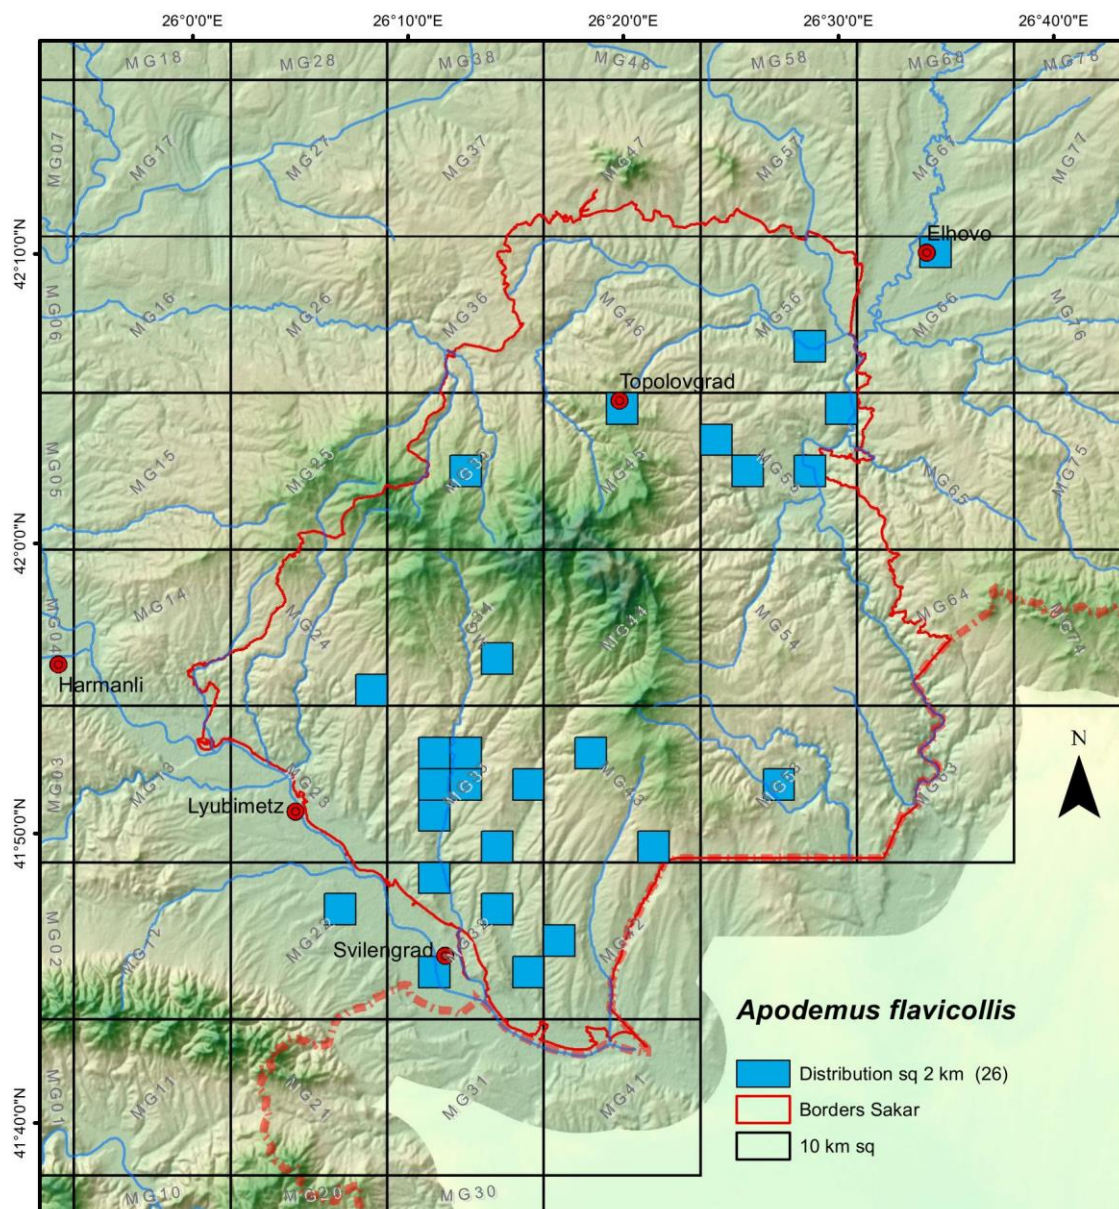 26°0'0"E 26°10'0"E 26°20'0"E 26°30'0"E 26°40'0"E
MG18 MG28 MG38 MG48 MG58 MG68 MG78
MG07 MG17 MG27 MG37 MG47 MG57 MG67 MG77
42°10'0"N
Elhovo
MG06 MG16 MG26 MG36 MG46 MG56 MG66 MG76
Topolovgrad
MG05 MG15 MG25 MG35 MG45 MG55 MG65 MG75
42°0'0"N
MG04 MG14 MG24 MG34 MG44 MG54 MG64 MG74
Harmanli
MG03 MG13 MG23 MG33 MG43 MG53 MG63
N
Lyubimetz
41°50'0"N
MG02 MG12 MG22 MG32 MG42
Svilengrad
Apodemus flavicollis
Distribution sq 2 km (26)
Borders Sakar
10 km sq
MG01 MG11 MG21 MG31 MG41
41°40'0"N
MG10 MG20 MG30